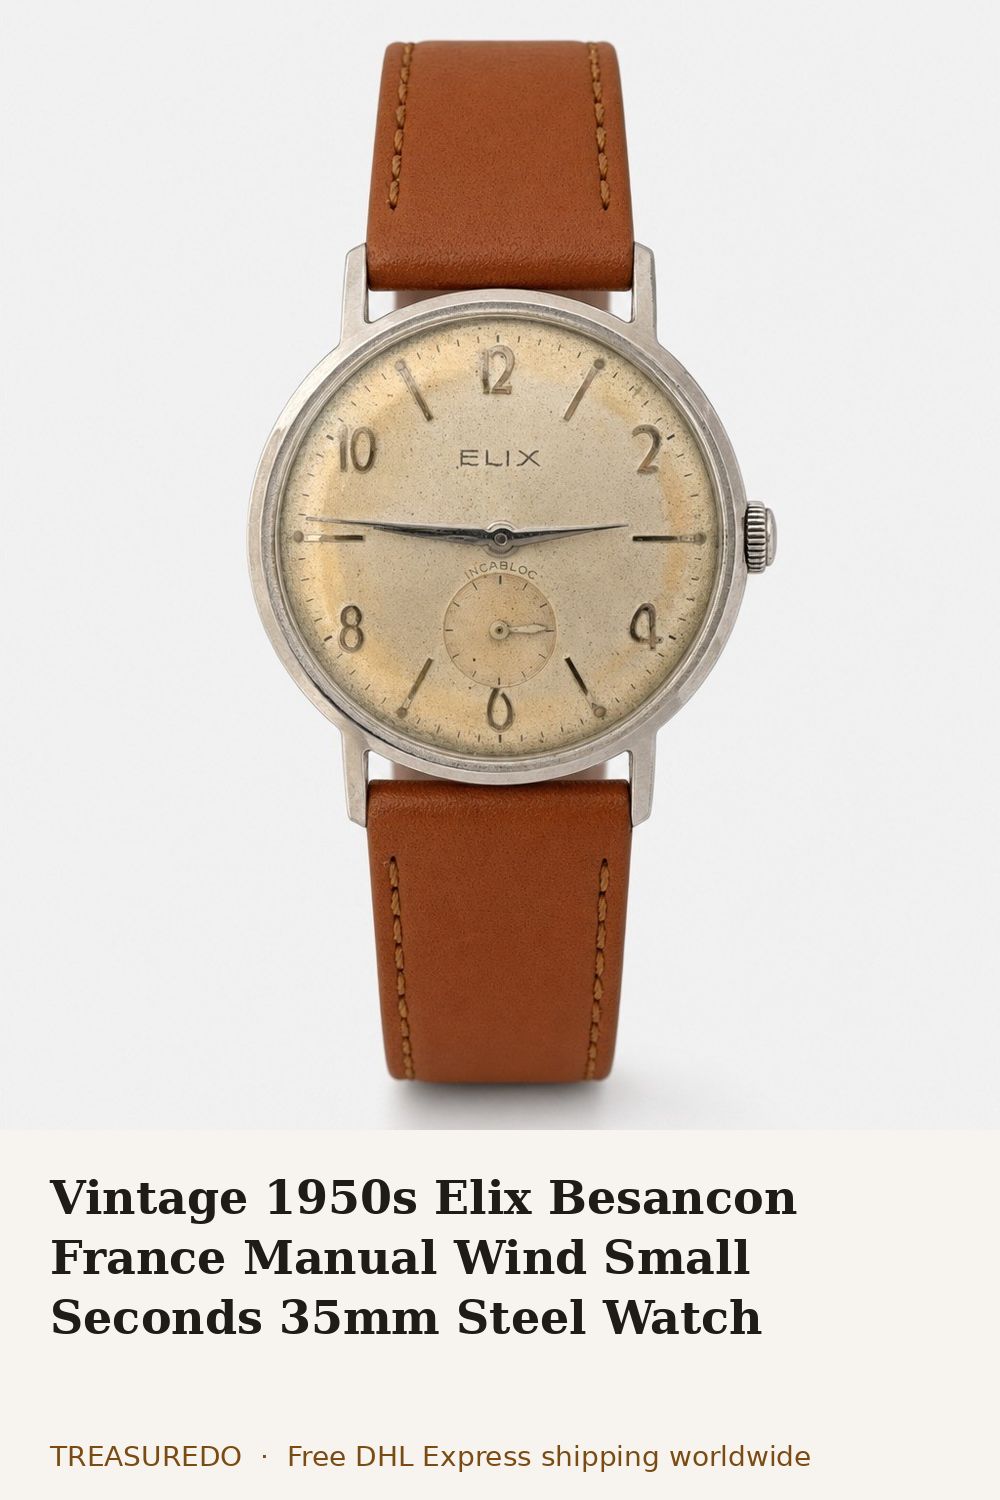 12
10
2
ELIX
INCABLOC
8
4
6
Vintage 1950s Elix Besancon
France Manual Wind Small
Seconds 35mm Steel Watch
TREASUREDO · Free DHL Express shipping worldwide